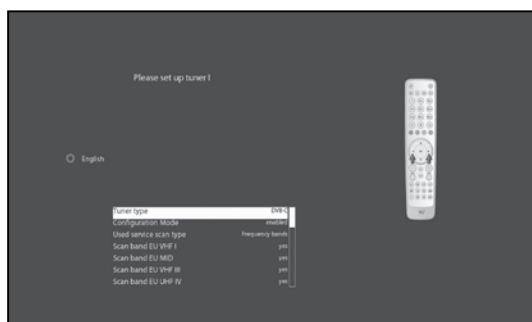 Please set up tuner I
English
Tuner type DVB-C
Configuration Mode enabled
Used service scan type Frequency bands
Scan band EU VHF I yes
Scan band EU MID yes
Scan band EU VHF III yes
Scan band EU UHF IV yes